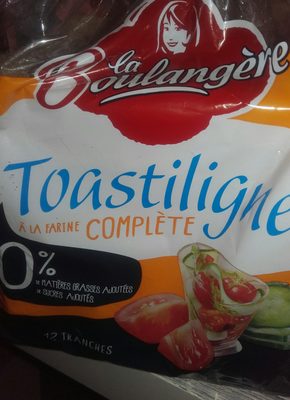 la
Boulangère
Toastiligne
À LA FARINE COMPLÈTE
0%
DE MATIÈRES GRASSES AJOUTÉES
DE SUCRES AJOUTÉS
12 TRANCHES